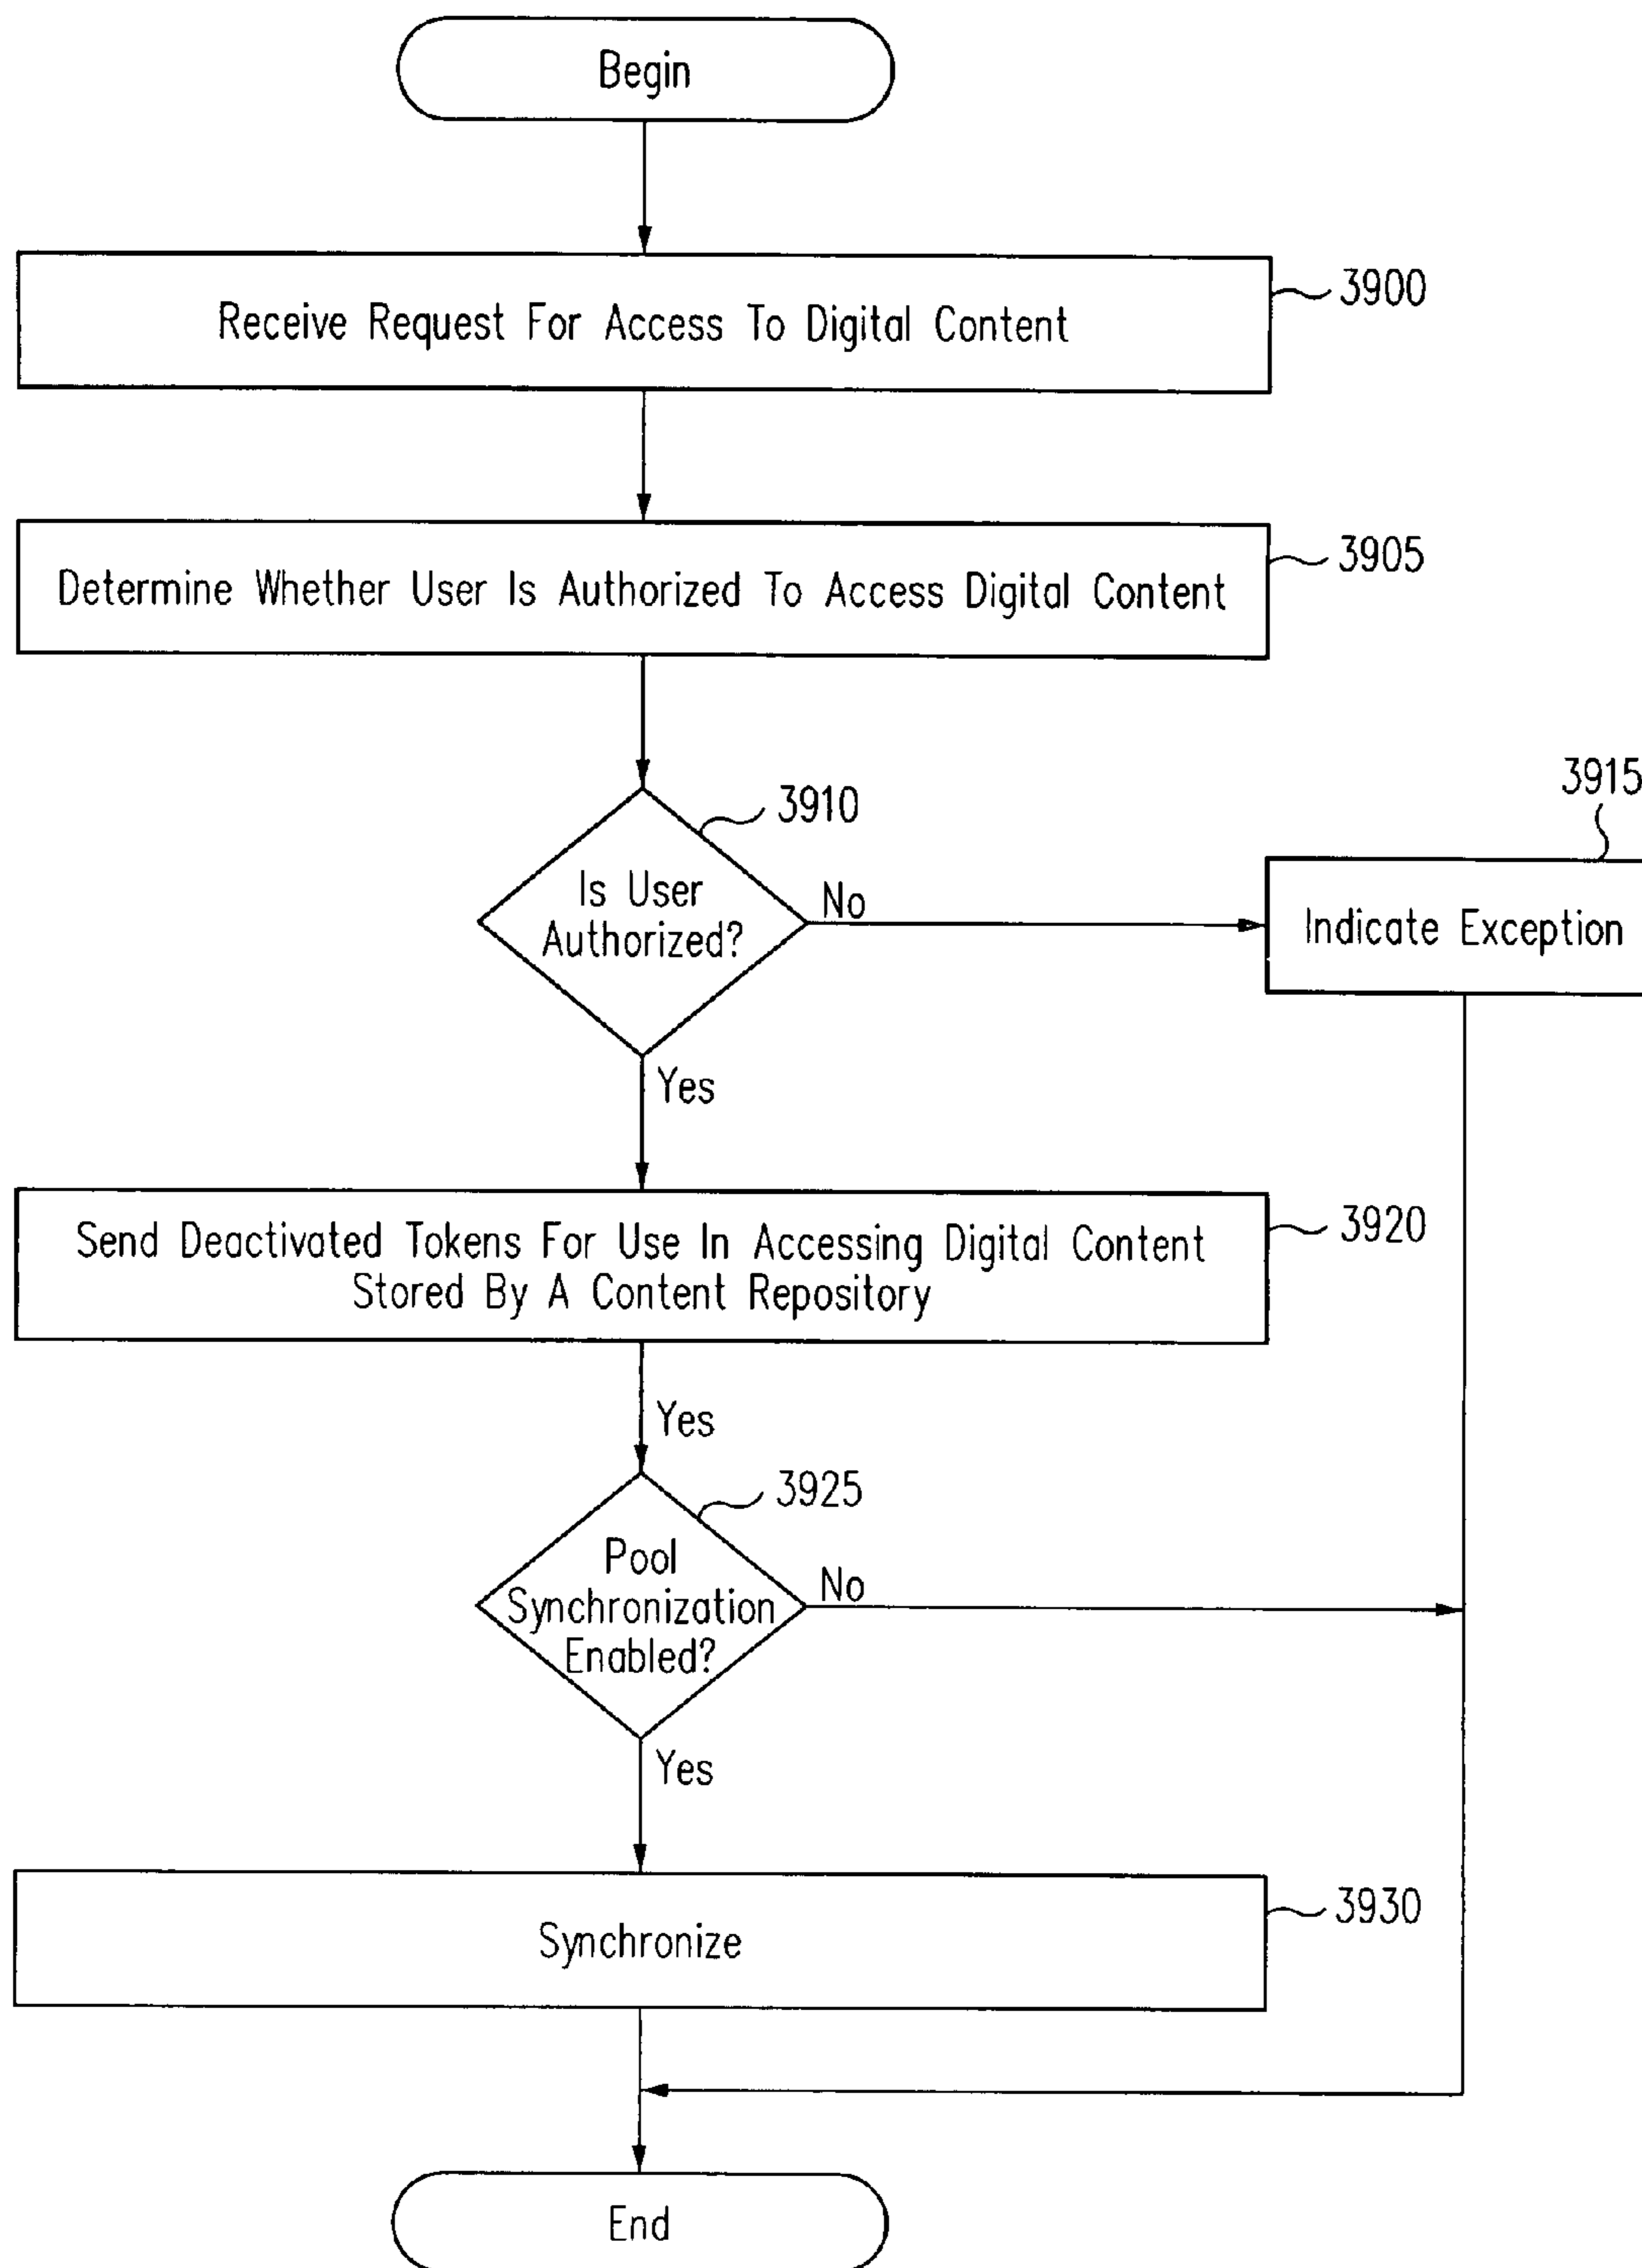 Begin
Receive Request For Access To Digital Content
3900
Determine Whether User Is Authorized To Access Digital Content
3905
3910
3915
Is User
Authorized?
No
Indicate Exception
Yes
Send Deactivated Tokens For Use In Accessing Digital Content
Stored By A Content Repository
3920
Yes
3925
Pool
Synchronization
Enabled?
No
Yes
Synchronize
3930
End